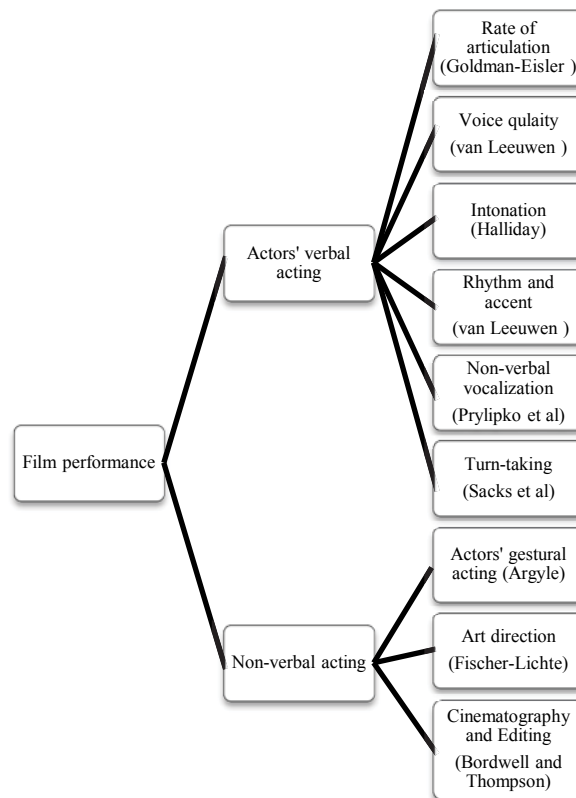 Rate of
articulation
(Goldman-Eisler )
Voice qulaity
(van Leeuwen )
Intonation
(Halliday)
Actors' verbal
acting
Rhythm and
accent
(van Leeuwen )
Non-verbal
vocalization
(Prylipko et al)
Film performance
Turn-taking
(Sacks et al)
Actors' gestural
acting (Argyle)
Non-verbal acting
Art direction
(Fischer-Lichte)
Cinematography
and Editing
(Bordwell and
Thompson)